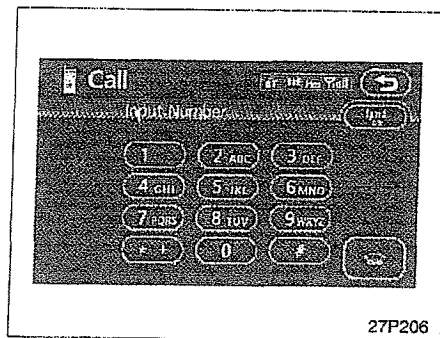 Call
Input Number
1 2 ABC 3 DEF
4 GHI 5 JKL 6 MNO
7 PQRS 8 TUV 9 WXYZ
* + 0 #
27P206